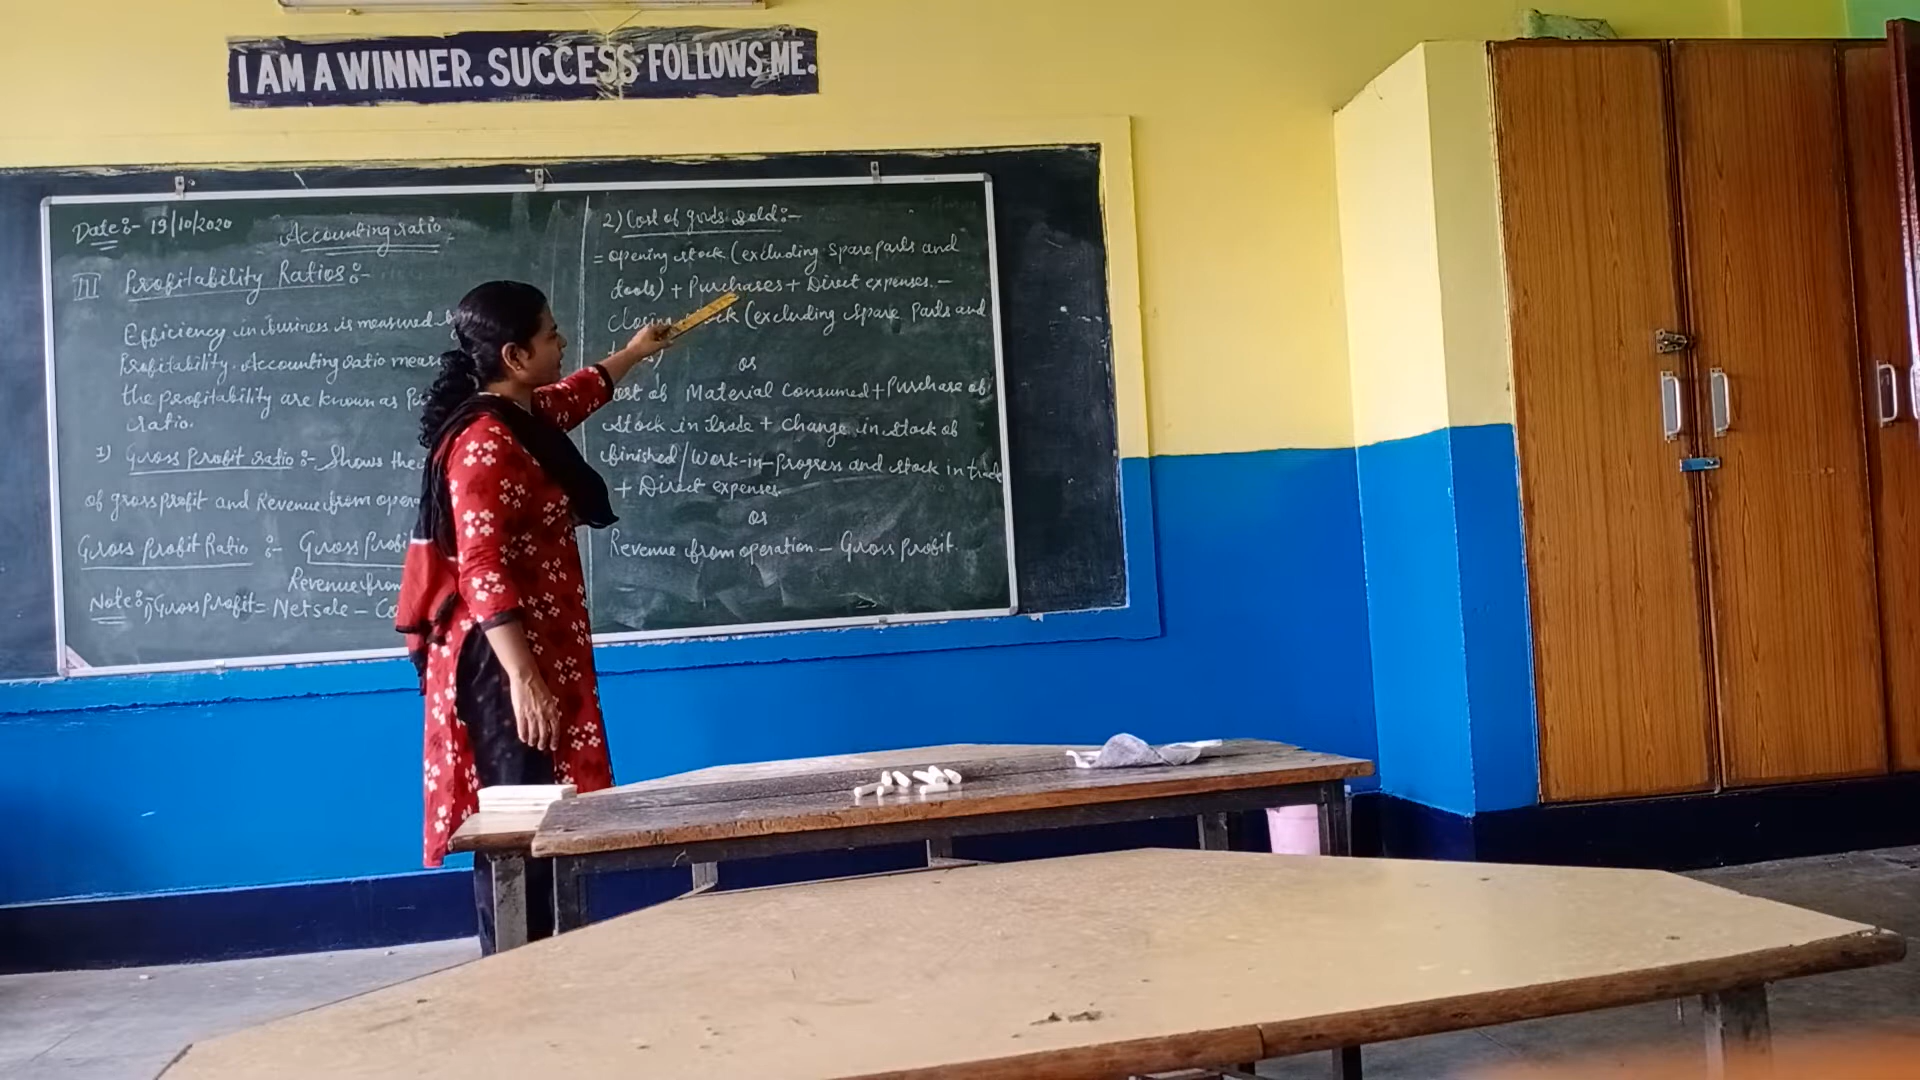 I AM A WINNER. SUCCESS FOLLOWS ME.
Date:- 19/10/2020
Accounting ratio
III Profitability Ratios:-
Efficiency in business is measured
Profitability. Accounting ratio
the profitability are known as
ratio.
1) Gross Profit ratio:- Shows the
of gross profit and Revenue from
Gross Profit Ratio :- Gross
Revenue from
Note:- 1) Gross Profit = Net sale -
2) Cost of goods sold:-
= opening stock (excluding spare parts and
tools) + Purchases + Direct expenses. -
closing (excluding spare parts and
or
of Material Consumed + Purchase of
Stock in trade + change in stock of
finished / Work-in-Progress and stock in trade
+ Direct expenses.
or
Revenue from operation - Gross Profit.